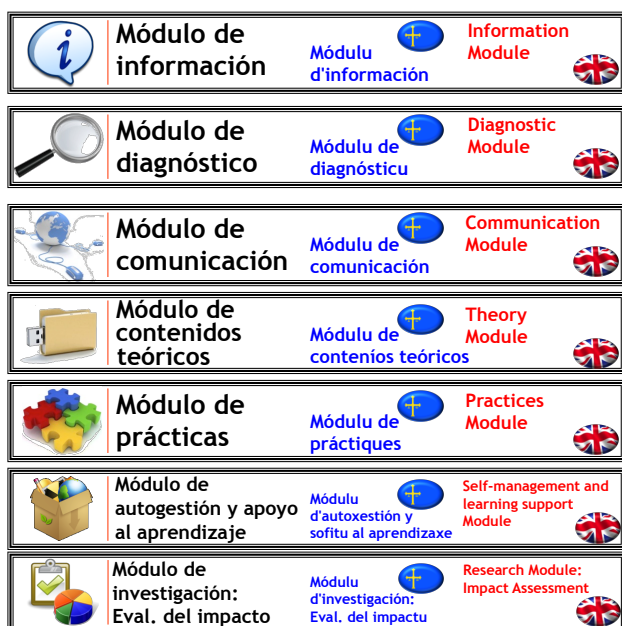 Módulo de
información
Módulu
d'información
Information
Module
Módulo de
diagnóstico
Módulu de
diagnósticu
Diagnostic
Module
Módulo de
comunicación
Módulu de
comunicación
Communication
Module
Módulo de
contenidos
teóricos
Módulu de
conteníos teóricos
Theory
Module
Módulo de
prácticas
Módulu de
práctiques
Practices
Module
Módulo de
autogestión y apoyo
al aprendizaje
Módulu
d'autoxestión y
sofitu al aprendizaxe
Self-management and
learning support
Module
Módulo de
investigación:
Eval. del impacto
Módulu
d'investigación:
Eval. del impactu
Research Module:
Impact Assessment